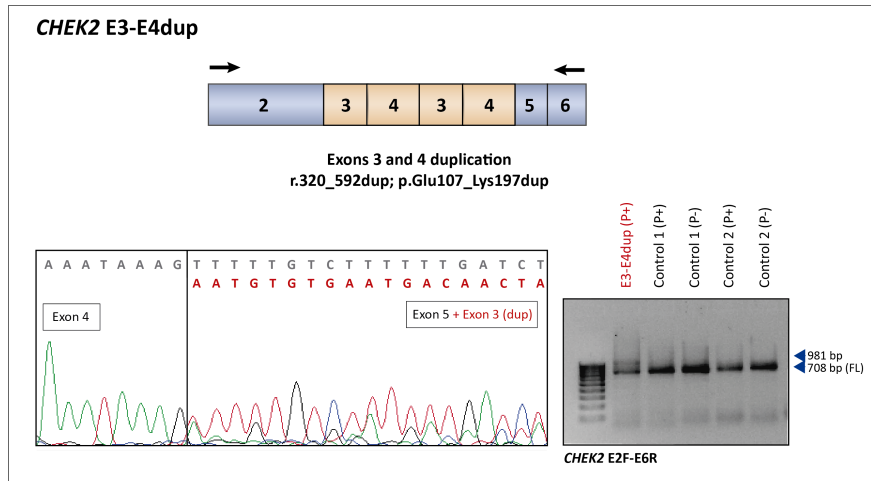 CHEK2 E3-E4dup
2 3 4 3 4 5 6
Exons 3 and 4 duplication
r.320_592dup; p.Glu107_Lys197dup
A A A T A A A G T T T T T G T C T T T T T T G A T C T
A A T G T G T G A A T G A C A A C T A
Exon 4
Exon 5 + Exon 3 (dup)
E3-E4dup (P+)
Control 1 (P+)
Control 1 (P-)
Control 2 (P+)
Control 2 (P-)
981 bp
708 bp (FL)
CHEK2 E2F-E6R